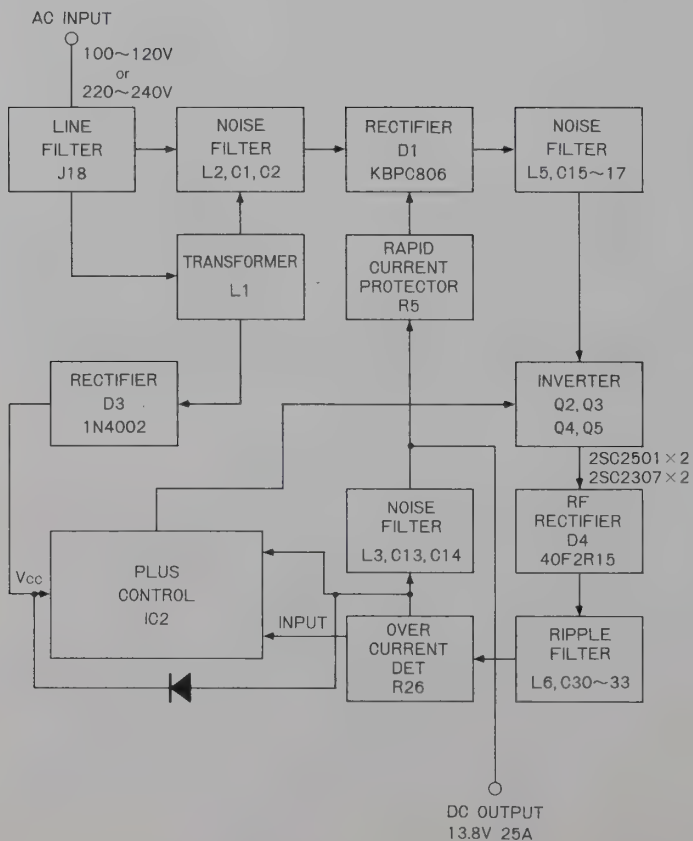 AC INPUT
100~120V
or
220~240V
LINE
FILTER
J18
NOISE
FILTER
L2, C1, C2
RECTIFIER
D1
KBPC806
NOISE
FILTER
L5, C15~17
TRANSFORMER
L1
RAPID
CURRENT
PROTECTOR
R5
RECTIFIER
D3
1N4002
INVERTER
Q2, Q3
Q4, Q5
2SC2501×2
2SC2307×2
NOISE
FILTER
L3, C13, C14
RF
RECTIFIER
D4
40F2R15
Vcc
PLUS
CONTROL
IC2
INPUT
OVER
CURRENT
DET
R26
RIPPLE
FILTER
L6, C30~33
DC OUTPUT
13.8V 25A